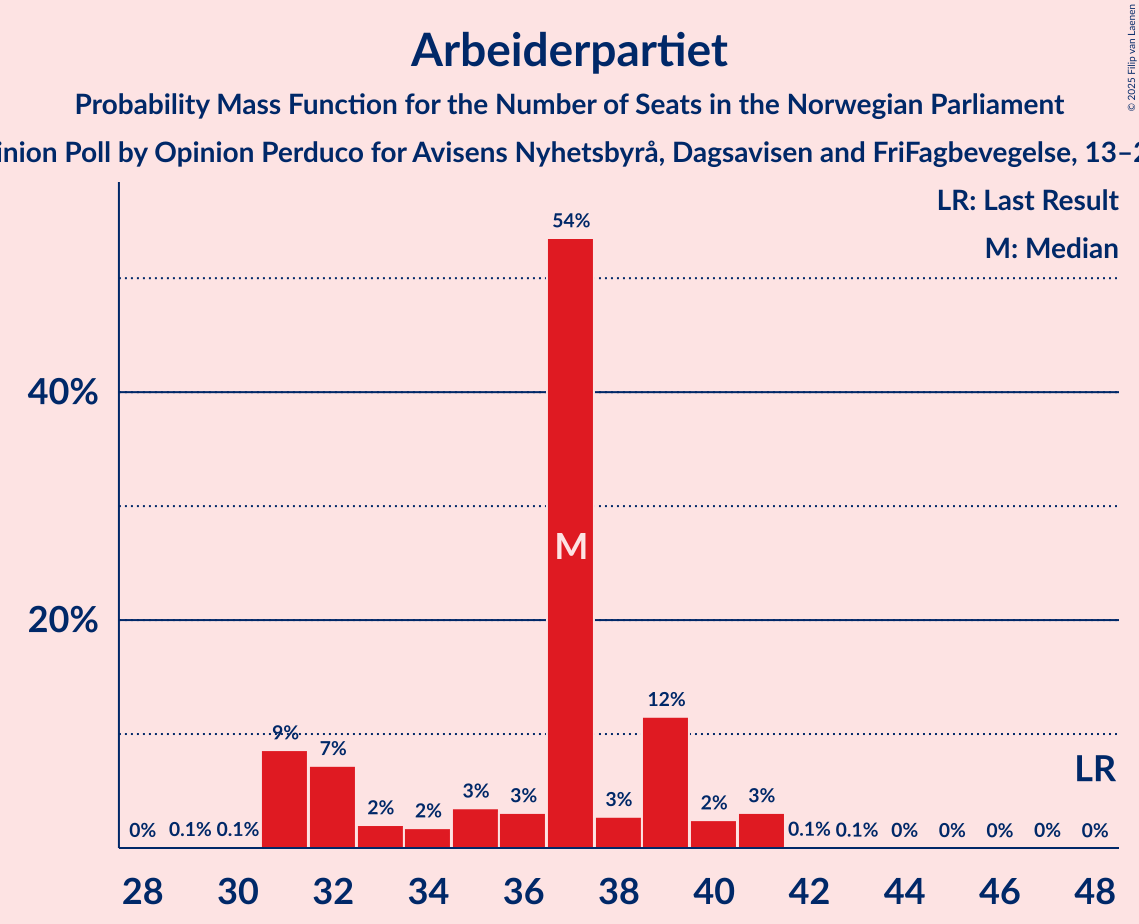 Arbeiderpartiet
Probability Mass Function for the Number of Seats in the Norwegian Parliament
Poll by Opinion Perduco for Avisens Nyhetsbyrå, Dagsavisen and FriFagbevegelse,
© 2025 Filip van Laenen
LR: Last Result
M: Median
40%
20%
54%
M
12%
9%
7%
2%
2%
3%
3%
3%
2%
3%
LR
0%
0.1%
0.1%
0.1%
0.1%
0%
0%
0%
0%
0%
28 30 32 34 36 38 40 42 44 46 48